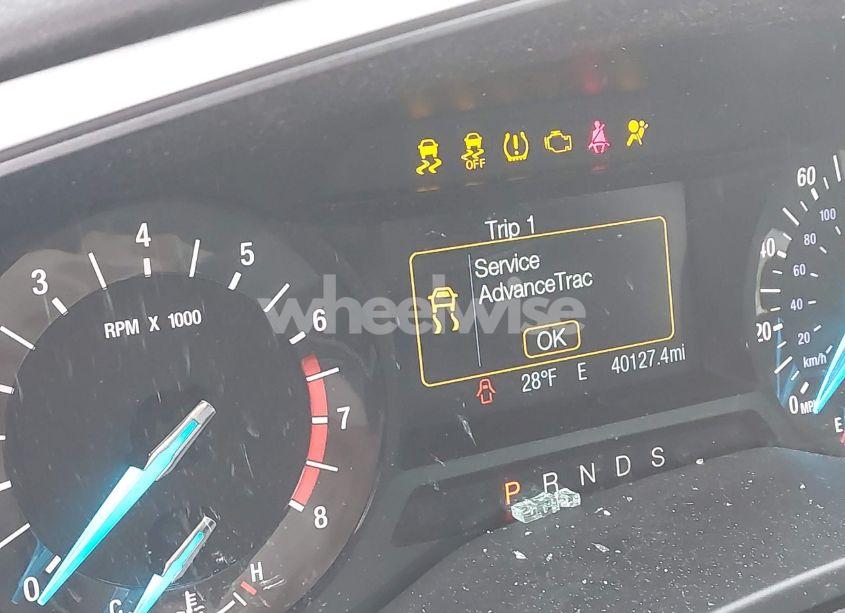 OFF
Trip 1
Service
AdvanceTrac
OK
28°F E 40127.4mi
P R N D S
0 3 4 5 6 7 8
RPM X 1000
C H
E
0 20 40 60
20 40 60 80 100
MPH
km/h
E
wheelwise